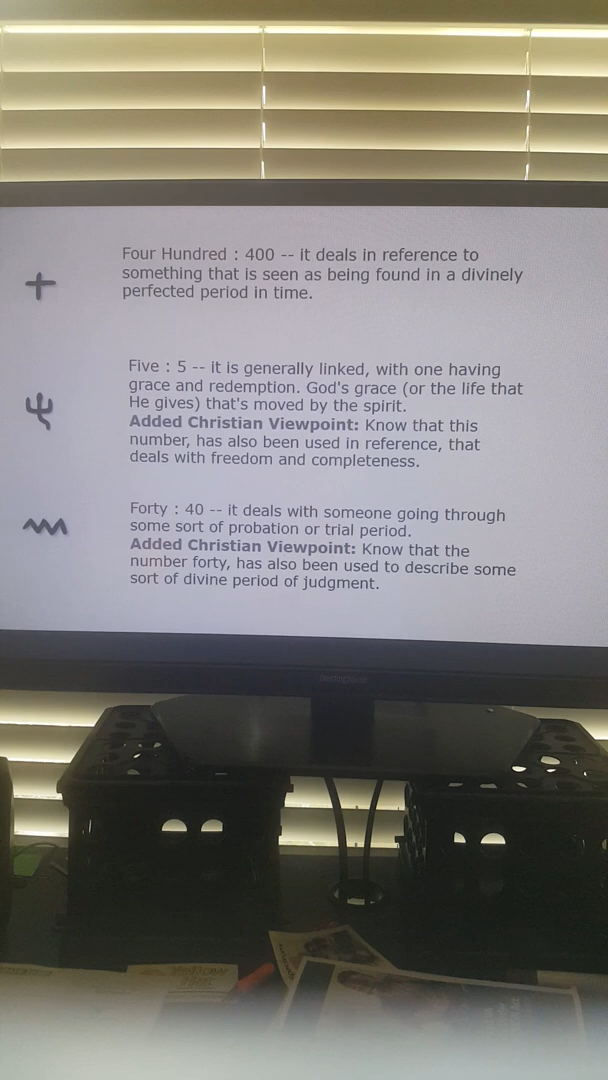 Four Hundred : 400 -- it deals in reference to
something that is seen as being found in a divinely
perfected period in time.
Five : 5 -- it is generally linked, with one having
grace and redemption. God's grace (or the life that
He gives) that's moved by the spirit.
Added Christian Viewpoint: Know that this
number, has also been used in reference, that
deals with freedom and completeness.
Forty : 40 -- it deals with someone going through
some sort of probation or trial period.
Added Christian Viewpoint: Know that the
number forty, has also been used to describe some
sort of divine period of judgment.